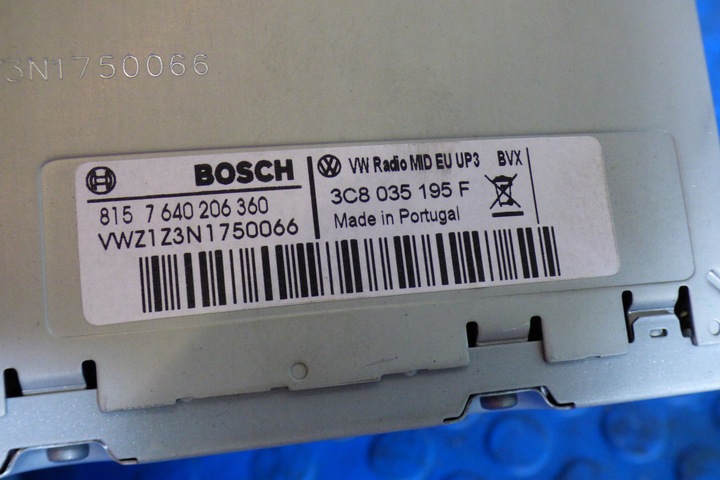 3N1750066
BOSCH
815 7 640 206 360
VWZ1Z3N1750066
VW Radio MID EU UP3 BVX
3C8 035 195 F
Made in Portugal